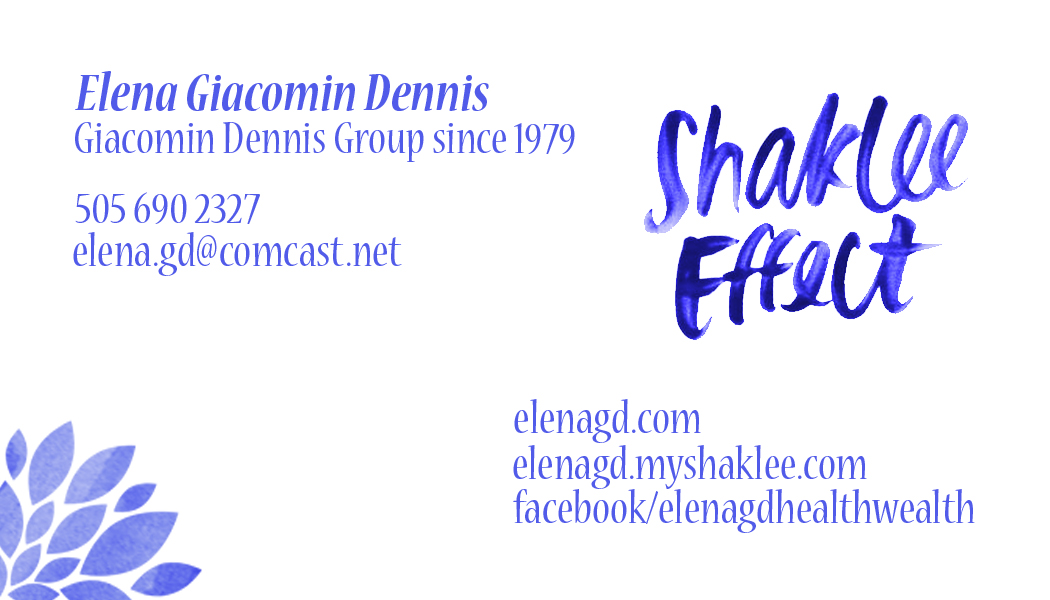 Elena Giacomin Dennis
Giacomin Dennis Group since 1979
505 690 2327
elena.gd@comcast.net
Shaklee
Effect
elenagd.com
elenagd.myshaklee.com
facebook/elenagdhealthwealth